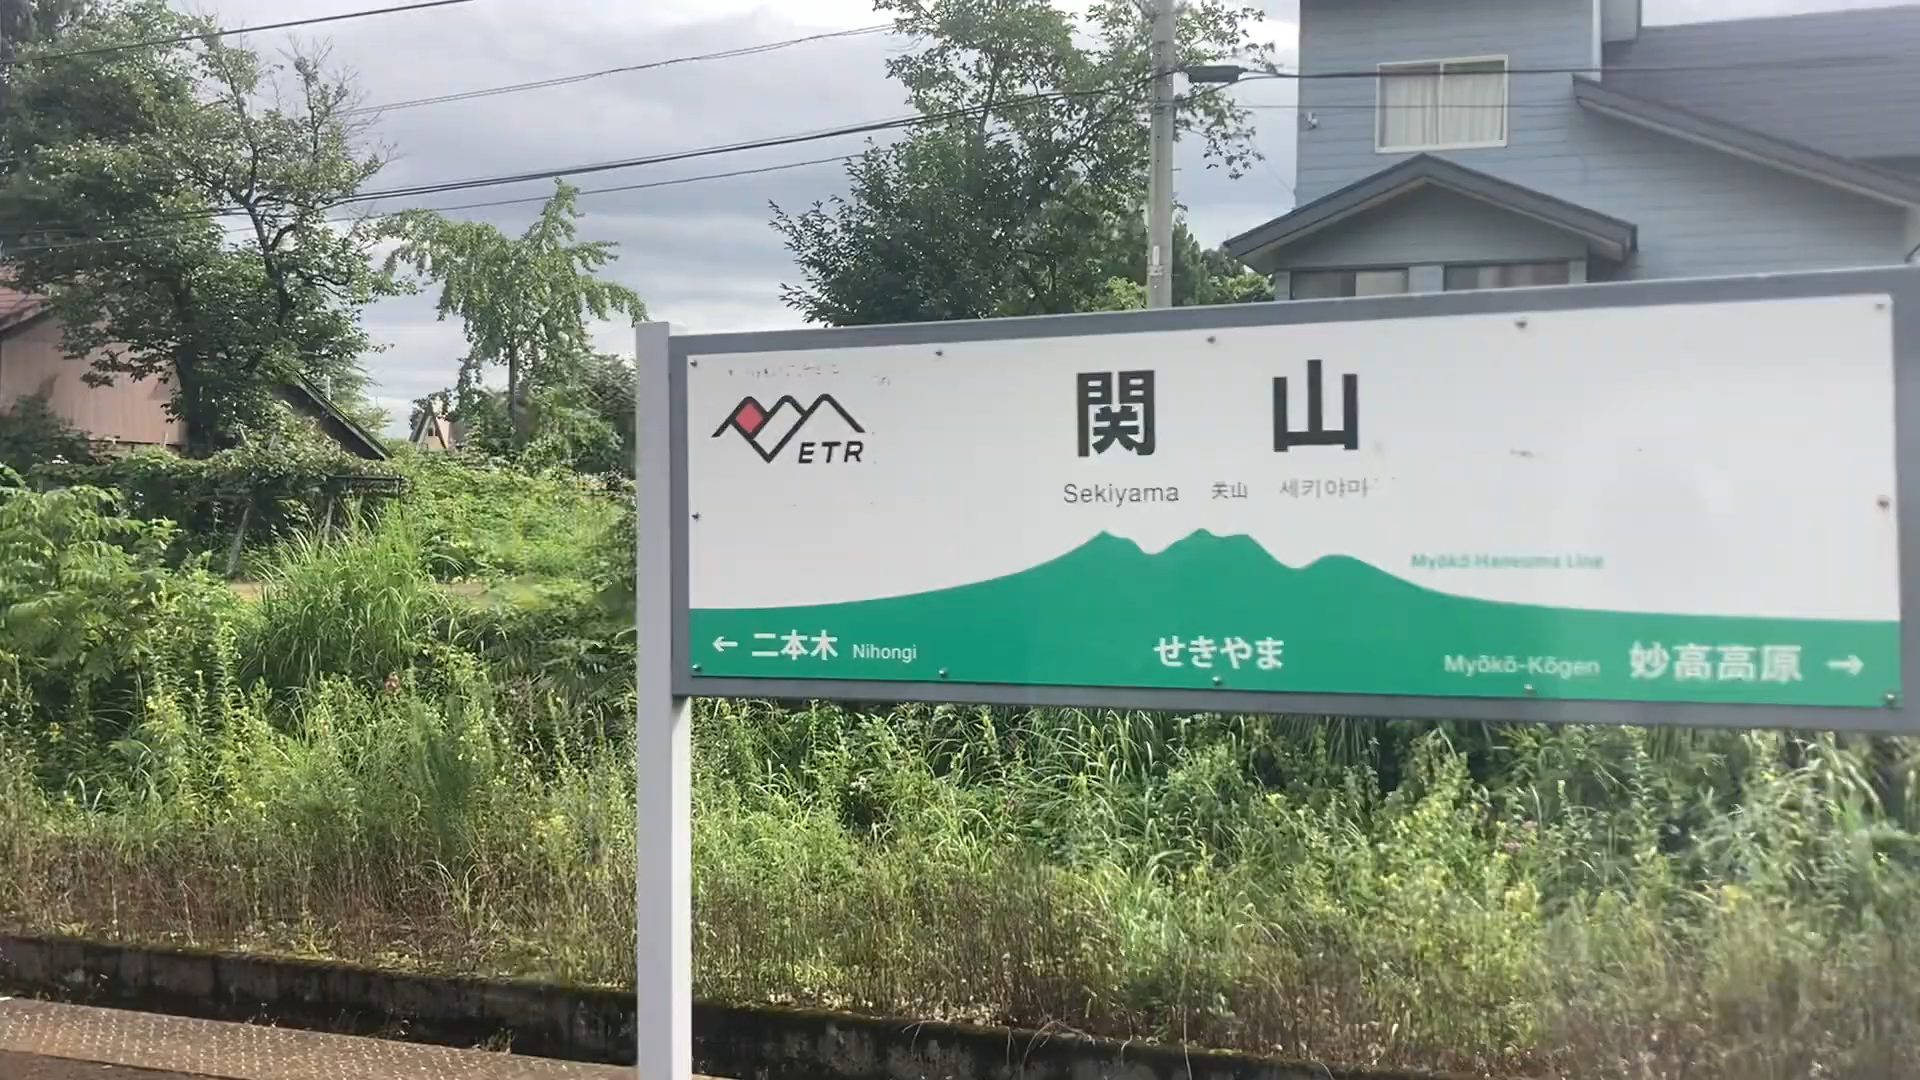 ETR
関山
Sekiyama 关山 세키야마
Myōkō Haneuma Line
← 二本木 Nihongi せきやま Myōkō-Kōgen 妙高高原 →